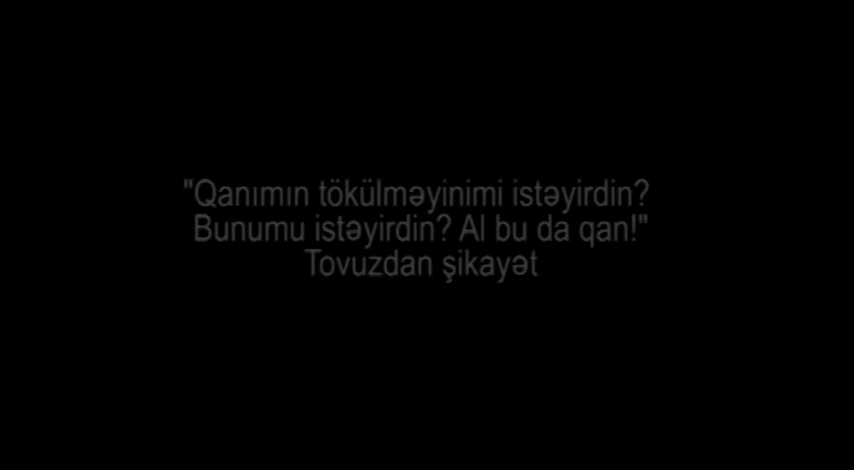 "Qanımın tökülməyinimi istəyirdin?
Bunumu istəyirdin? Al bu da qan!"
Tovuzdan şikayət